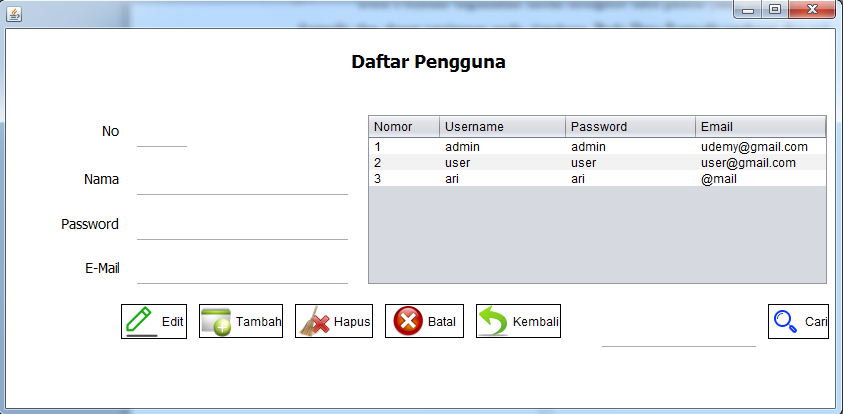 Daftar Pengguna
No
Nama
Password
E-Mail
Nomor Username Password Email
1 admin admin udemy@gmail.com
2 user user user@gmail.com
3 ari ari @mail
Edit Tambah Hapus Batal Kembali Cari